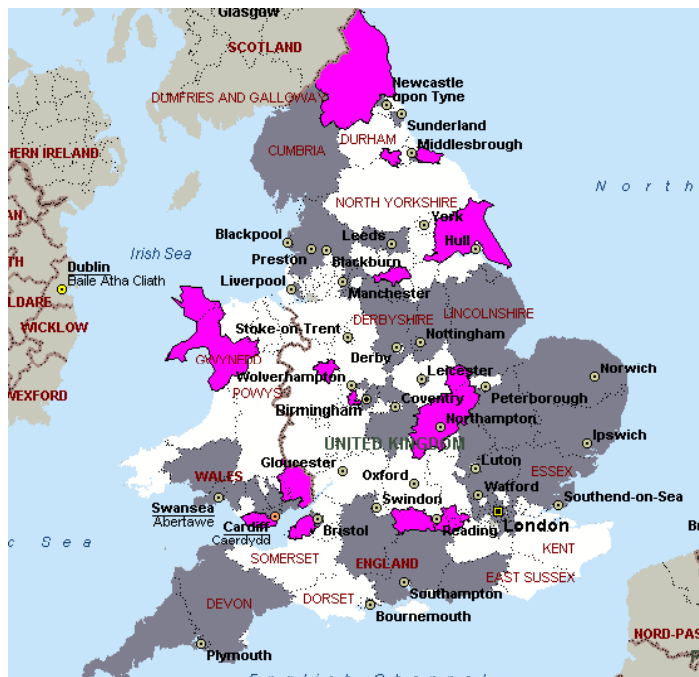 Glasgow
SCOTLAND
Newcastle
upon Tyne
DUMFRIES AND GALLOWAY
Sunderland
DURHAM
Middlesbrough
CUMBRIA
HERN IRELAND
North
NORTH YORKSHIRE
AN
York
Blackpool
Leeds
Hull
Irish Sea
Preston
Blackburn
TH
Dublin
Baile Atha Cliath
Liverpool
Manchester
LDARE
LINCOLNSHIRE
DERBYSHIRE
WICKLOW
Stoke-on-Trent
Nottingham
GWYNEDD
Derby
Leicester
Norwich
Wolverhampton
WEXFORD
POWYS
Peterborough
Coventry
Birmingham
Northampton
UNITED KINGDOM
Ipswich
Gloucester
Luton
WALES
Oxford
ESSEX
Watford
Swansea
Abertawe
Swindon
Southend-on-Sea
Cardiff
Caerdydd
Bristol
Reading
London
c Sea
KENT
SOMERSET
ENGLAND
EAST SUSSEX
Southampton
DEVON
DORSET
Bournemouth
NORD-PAS
Plymouth
English Channel